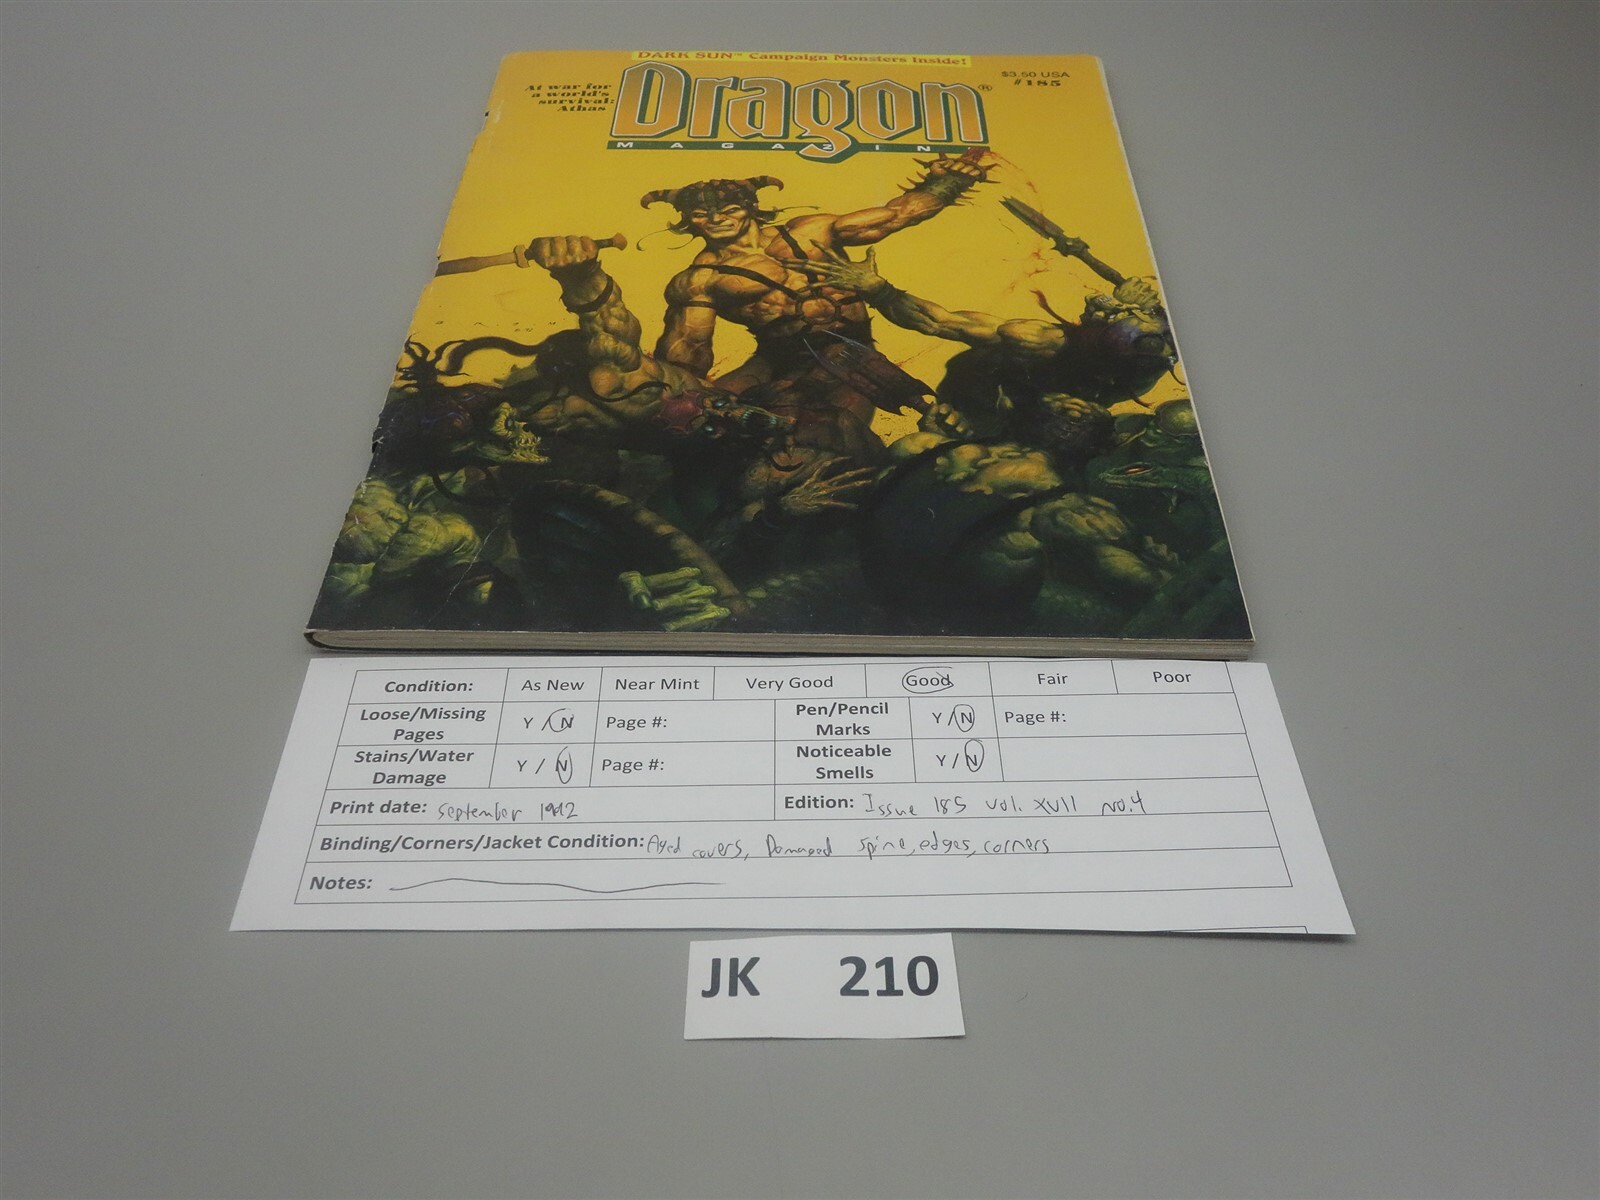 DARK SUN™ Campaign Monsters Inside!
At war for
a world's
survival:
Athas
Dragon®
MAGAZIN
$3.50 USA
#185
Condition: As New Near Mint Very Good Good Fair Poor
Loose/Missing Pages Y / N Page #: Pen/Pencil Marks Y / N Page #:
Stains/Water Damage Y / N Page #: Noticeable Smells Y / N
Print date: September 1992 Edition: Issue 185 Vol. XVII No. 4
Binding/Corners/Jacket Condition: Aged covers, Damaged spine, edges, corners
Notes:
JK 210